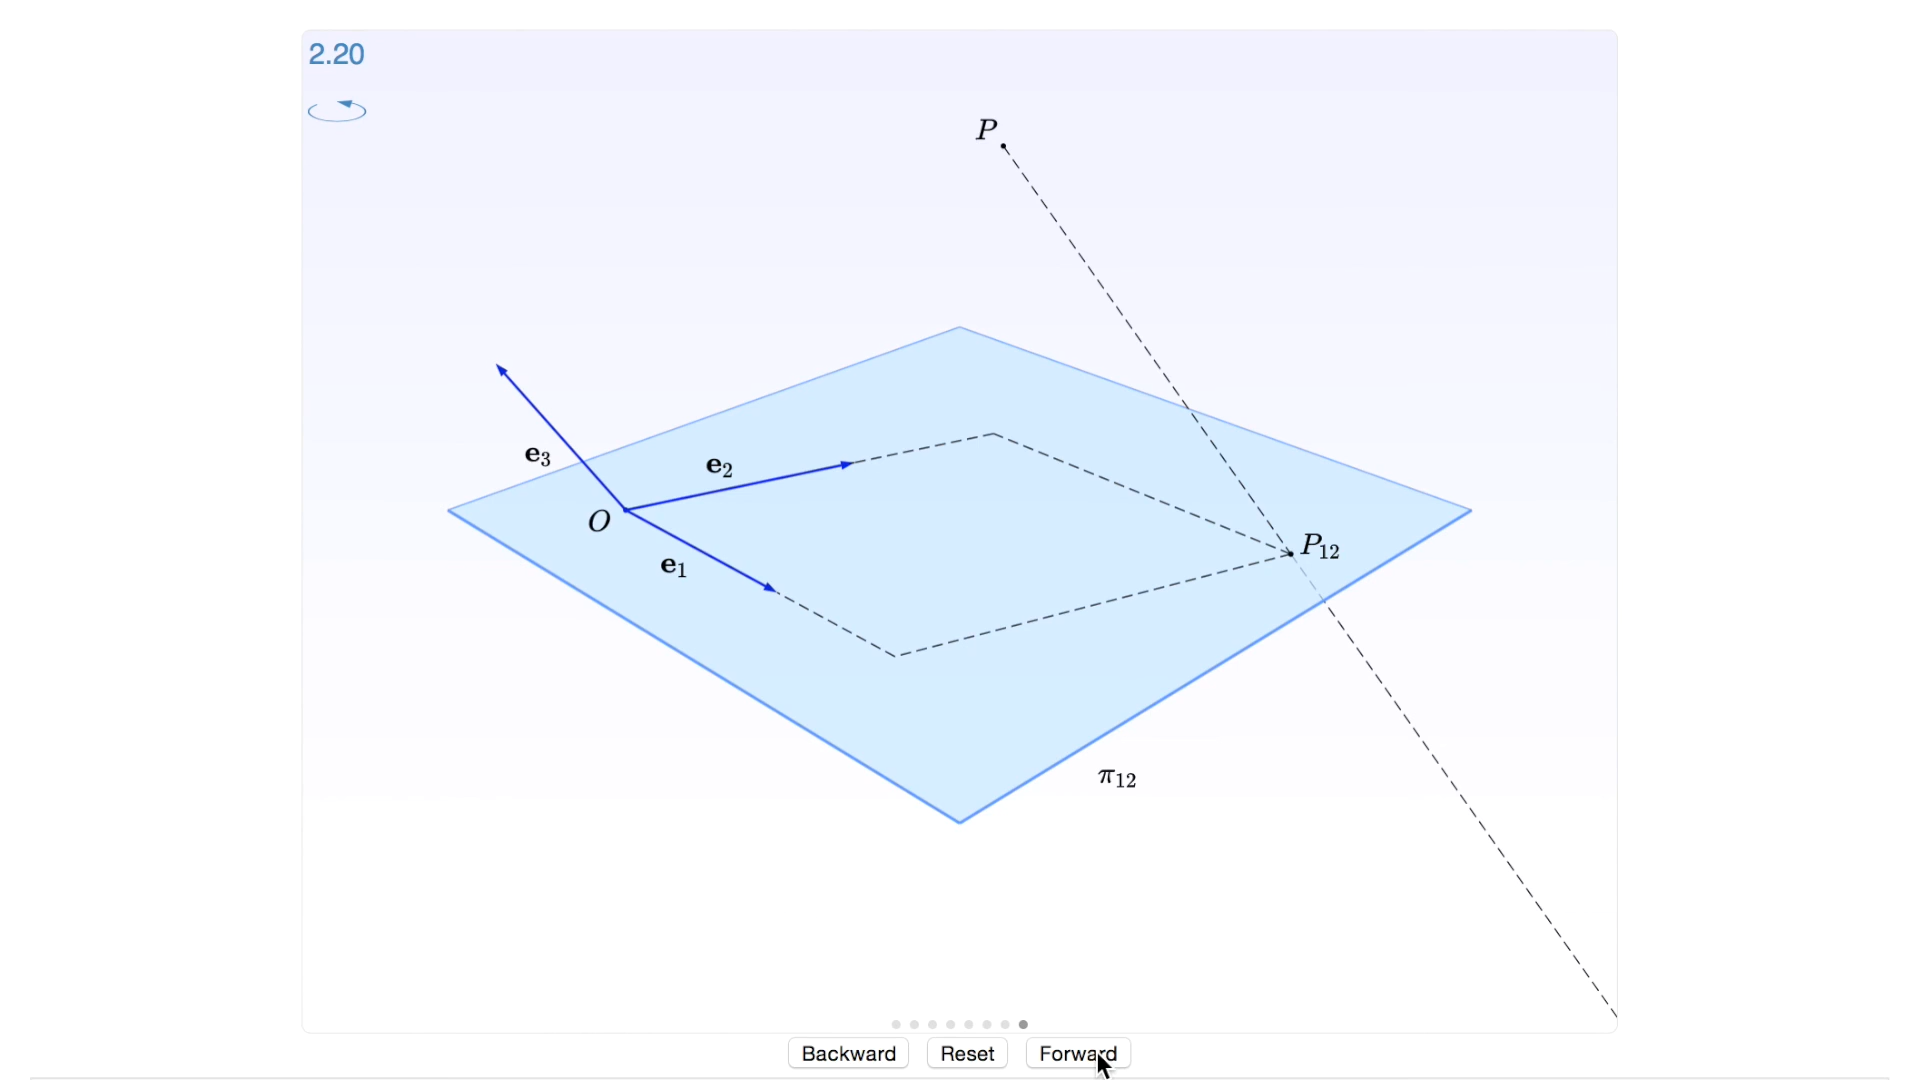 2.20
P
e₃
e₂
O
e₁
P₁₂
π₁₂
Backward Reset Forward